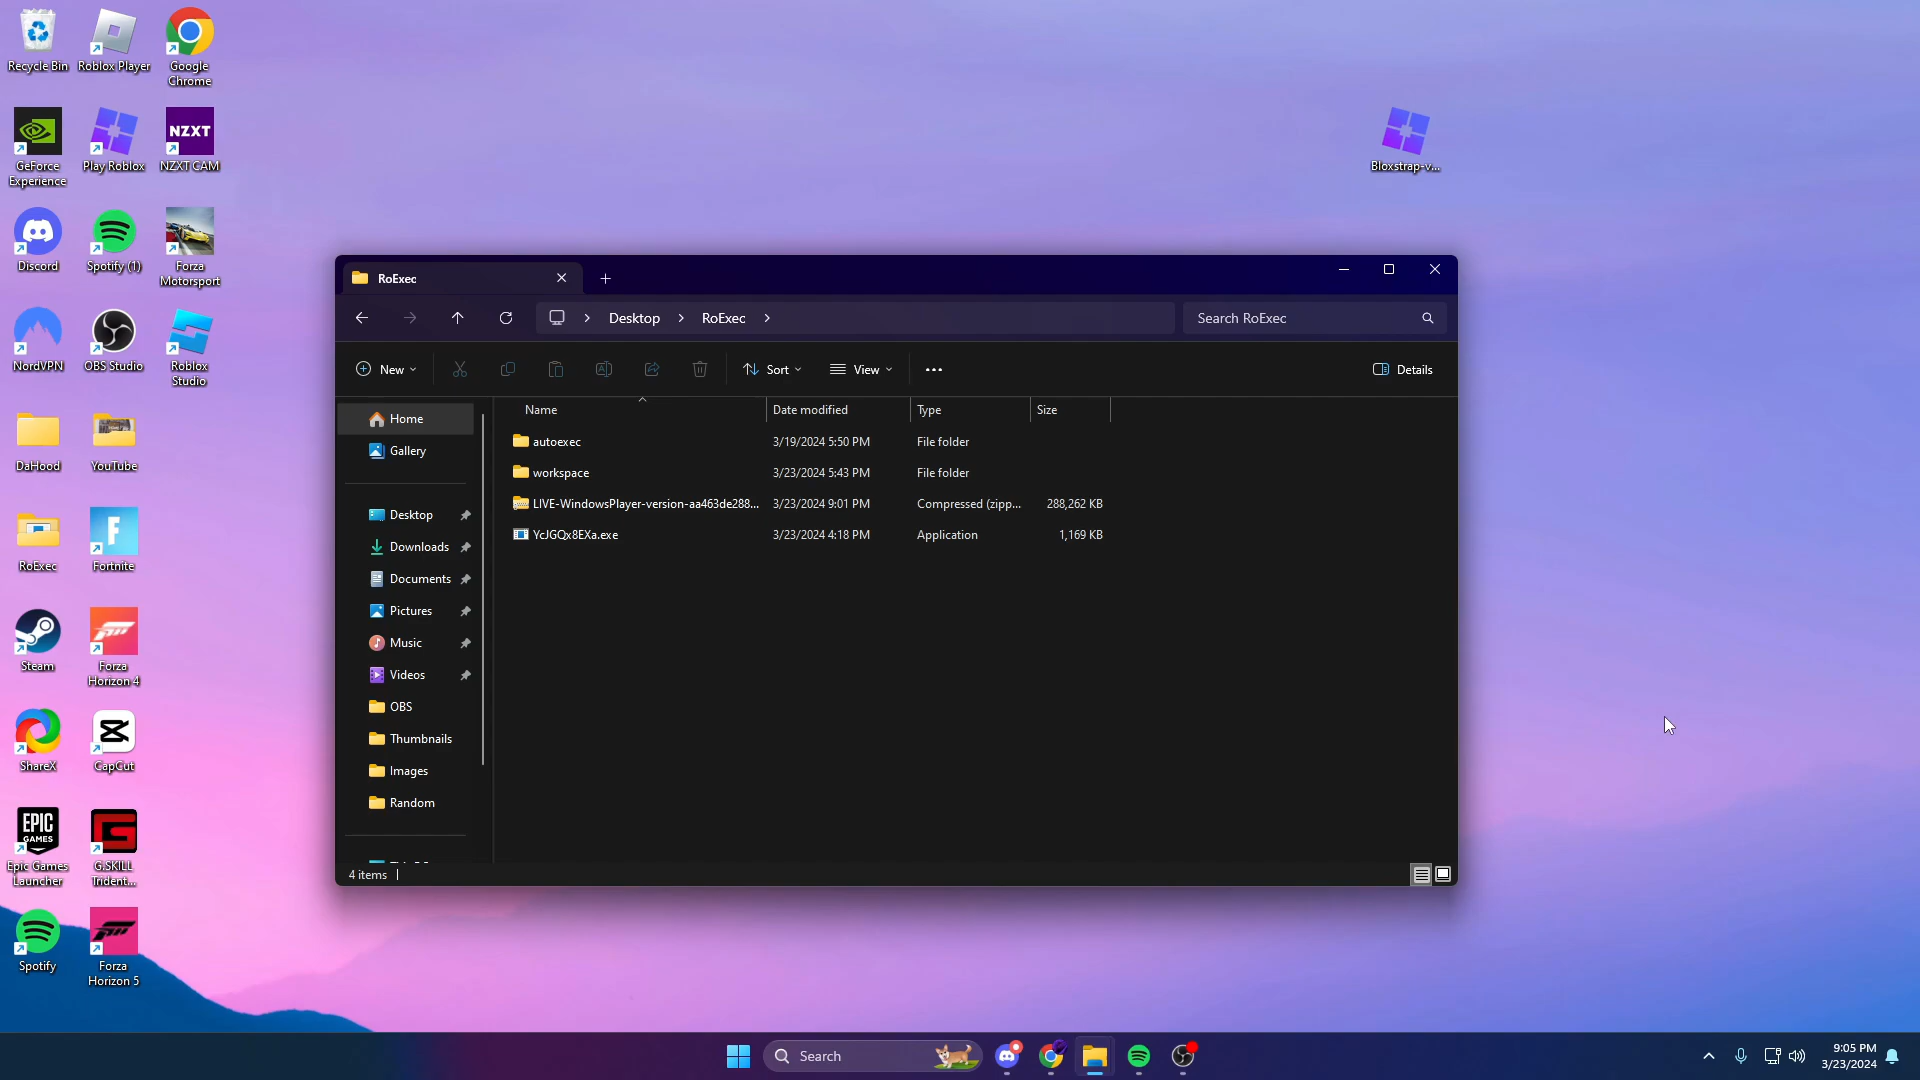 Recycle Bin
Roblox Player
Google
Chrome
GeForce
Experience
Play Roblox
NZXT
NZXT CAM
Discord
Spotify (1)
Forza
Motorsport
NordVPN
OBS Studio
Roblox
Studio
DaHood
YouTube
RoExec
Fortnite
Steam
Forza
Horizon 4
ShareX
CapCut
EPIC
GAMES
Epic Games
Launcher
G.SKILL
Trident...
Spotify
Forza
Horizon 5
Bloxstrap-v...
RoExec
Desktop
RoExec
Search RoExec
New
Sort
View
Details
Home
Gallery
Desktop
Downloads
Documents
Pictures
Music
Videos
OBS
Thumbnails
Images
Random
Name Date modified Type Size
autoexec 3/19/2024 5:50 PM File folder
workspace 3/23/2024 5:43 PM File folder
LIVE-WindowsPlayer-version-aa463de288... 3/23/2024 9:01 PM Compressed (zipp... 288,262 KB
YcJGQx8EXa.exe 3/23/2024 4:18 PM Application 1,169 KB
4 items
Search
9:05 PM
3/23/2024